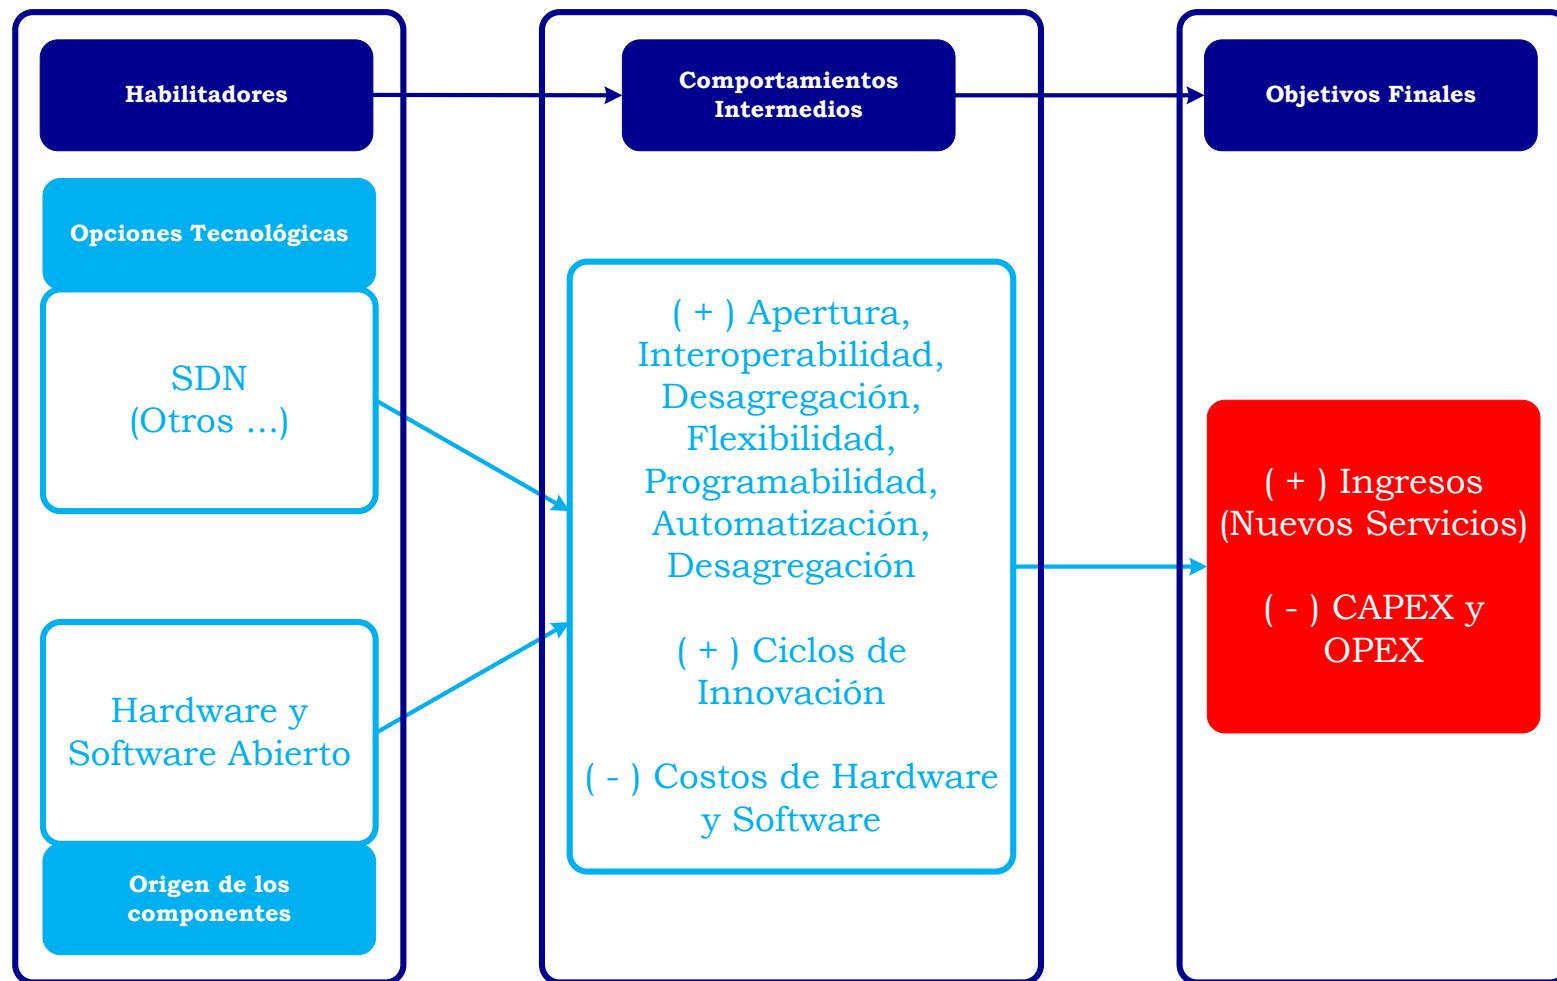 Habilitadores
Comportamientos
Intermedios
Objetivos Finales
Opciones Tecnológicas
SDN
(Otros ...)
Hardware y
Software Abierto
Origen de los
componentes
( + ) Apertura,
Interoperabilidad,
Desagregación,
Flexibilidad,
Programabilidad,
Automatización,
Desagregación
( + ) Ciclos de
Innovación
( - ) Costos de Hardware
y Software
( + ) Ingresos
(Nuevos Servicios)
( - ) CAPEX y
OPEX